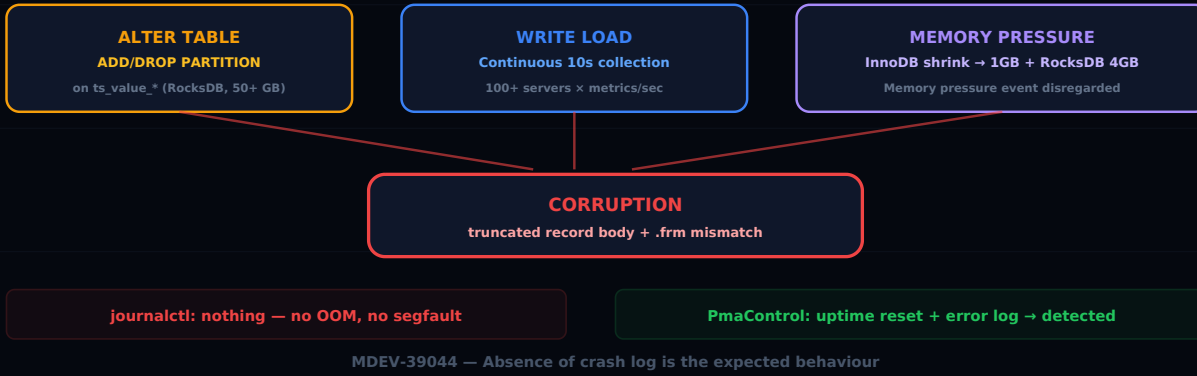 ALTER TABLE
ADD/DROP PARTITION
on ts_value_* (RocksDB, 50+ GB)
WRITE LOAD
Continuous 10s collection
100+ servers × metrics/sec
MEMORY PRESSURE
InnoDB shrink → 1GB + RocksDB 4GB
Memory pressure event disregarded
CORRUPTION
truncated record body + .frm mismatch
journalctl: nothing — no OOM, no segfault
PmaControl: uptime reset + error log → detected
MDEV-39044 — Absence of crash log is the expected behaviour